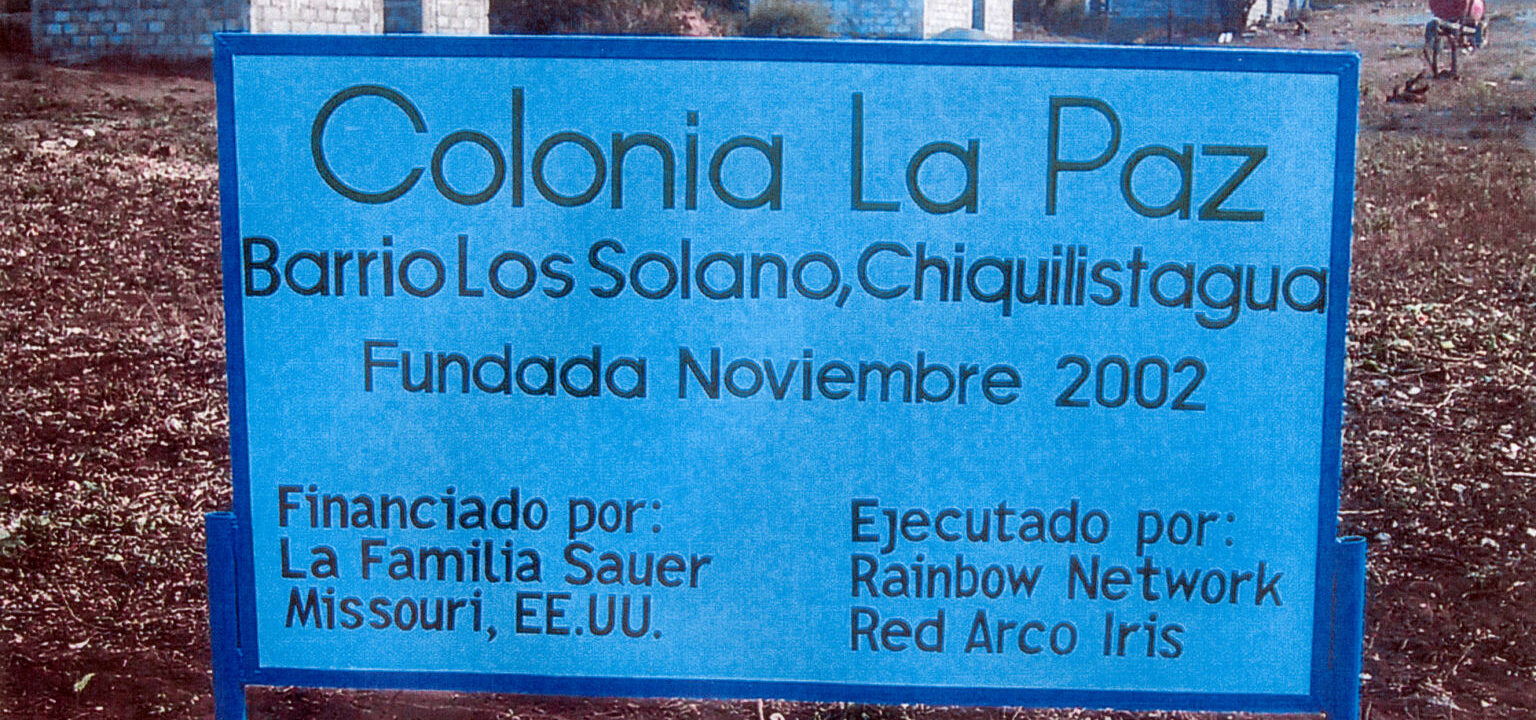 Colonia La Paz
Barrio Los Solano, Chiquilistagua
Fundada Noviembre 2002
Financiado por:
La Familia Sauer
Missouri, EE.UU.
Ejecutado por:
Rainbow Network
Red Arco Iris